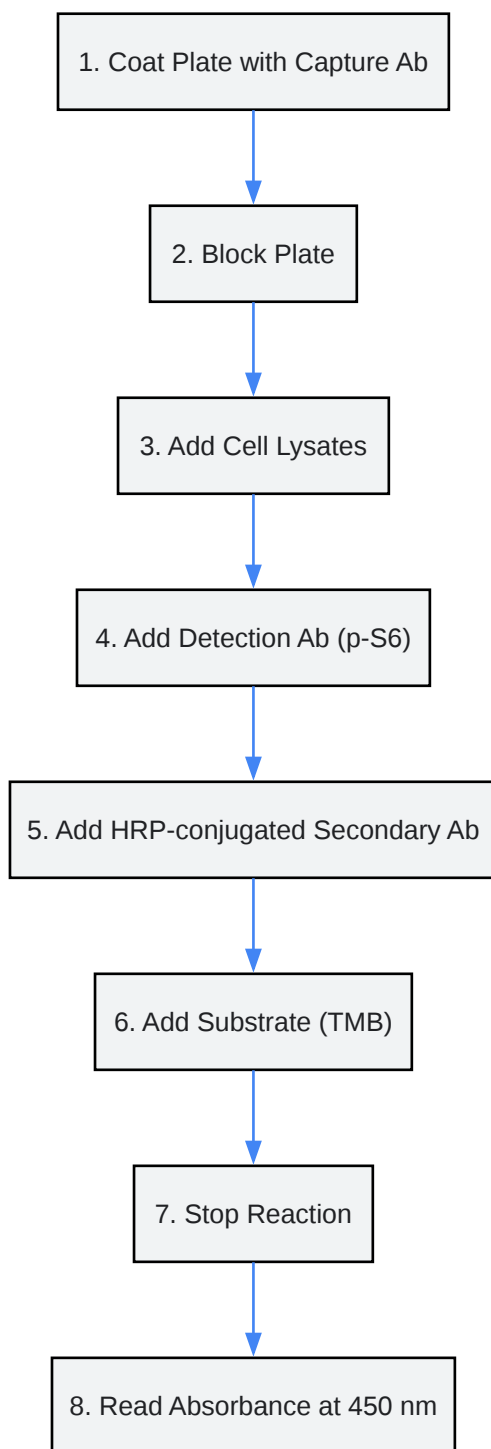 1. Coat Plate with Capture Ab
2. Block Plate
3. Add Cell Lysates
4. Add Detection Ab (p-S6)
5. Add HRP-conjugated Secondary Ab
6. Add Substrate (TMB)
7. Stop Reaction
8. Read Absorbance at 450 nm